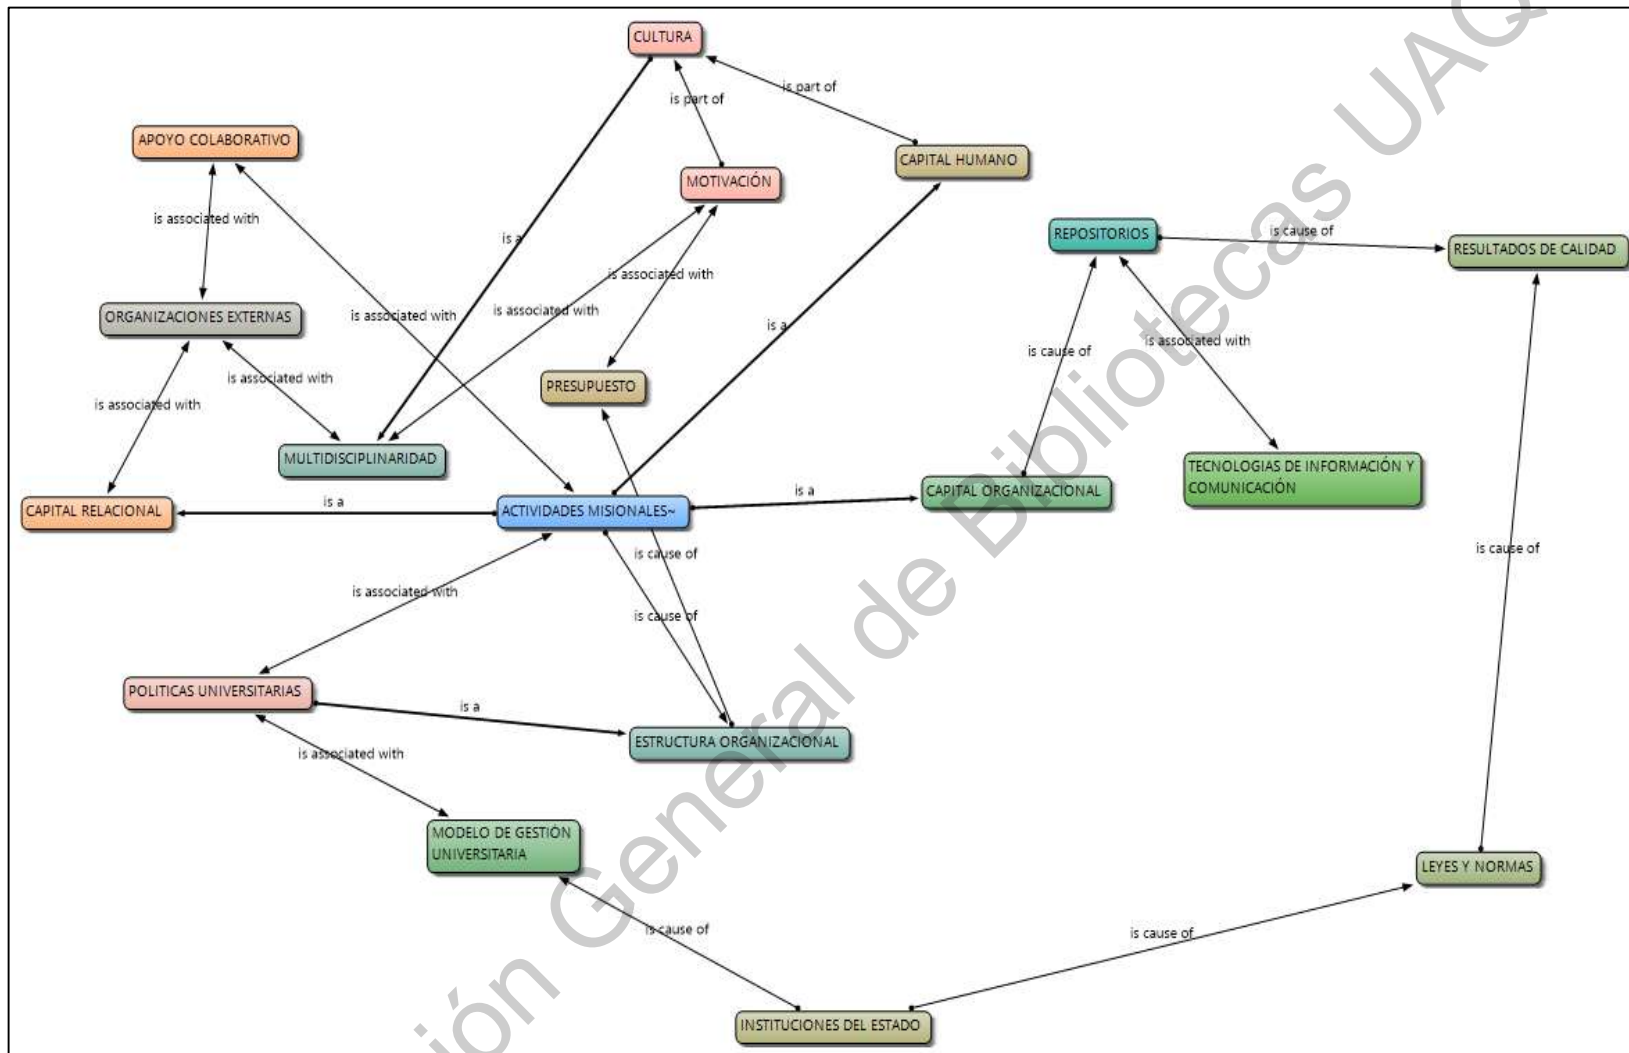 CULTURA
is part of
is part of
APOYO COLABORATIVO
CAPITAL HUMANO
MOTIVACIÓN
is associated with
is a
REPOSITORIOS
is cause of
RESULTADOS DE CALIDAD
is associated with
ORGANIZACIONES EXTERNAS
is associated with
is associated with
is a
is cause of
is associated with
is associated with
PRESUPUESTO
is associated with
MULTIDISCIPLINARIDAD
TECNOLOGIAS DE INFORMACIÓN Y
COMUNICACIÓN
CAPITAL RELACIONAL
is a
ACTIVIDADES MISIONALES~
is a
CAPITAL ORGANIZACIONAL
is cause of
is cause of
is associated with
is cause of
POLITICAS UNIVERSITARIAS
is a
ESTRUCTURA ORGANIZACIONAL
is associated with
MODELO DE GESTIÓN
UNIVERSITARIA
LEYES Y NORMAS
is cause of
is cause of
INSTITUCIONES DEL ESTADO
ión General de Bibliotecas UAQ